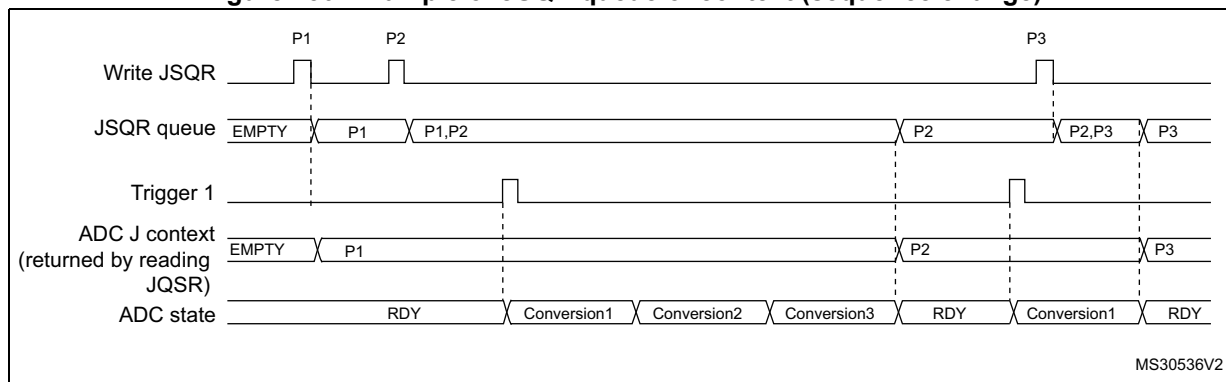 P1 P2 P3
Write JSQR
JSQR queue EMPTY P1 P1,P2 P2 P2,P3 P3
Trigger 1
ADC J context
(returned by reading
JQSR)
EMPTY P1 P2 P3
ADC state RDY Conversion1 Conversion2 Conversion3 RDY Conversion1 RDY
MS30536V2